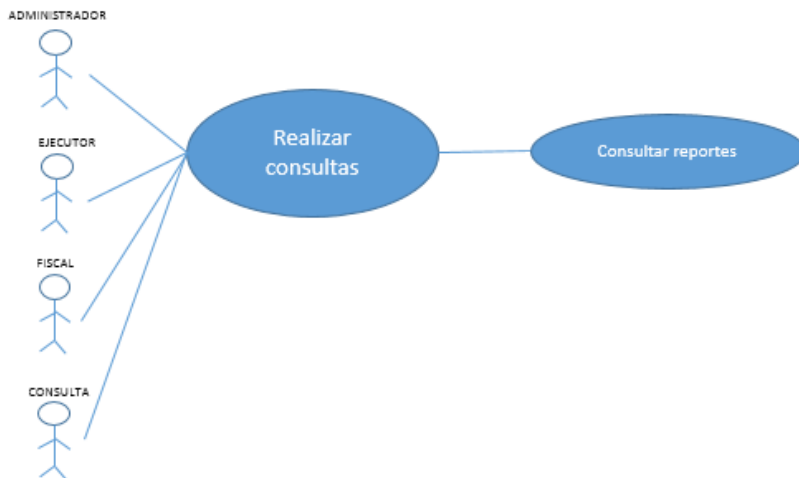 ADMINISTRADOR
EJECUTOR
FISCAL
CONSULTA
Realizar
consultas
Consultar reportes